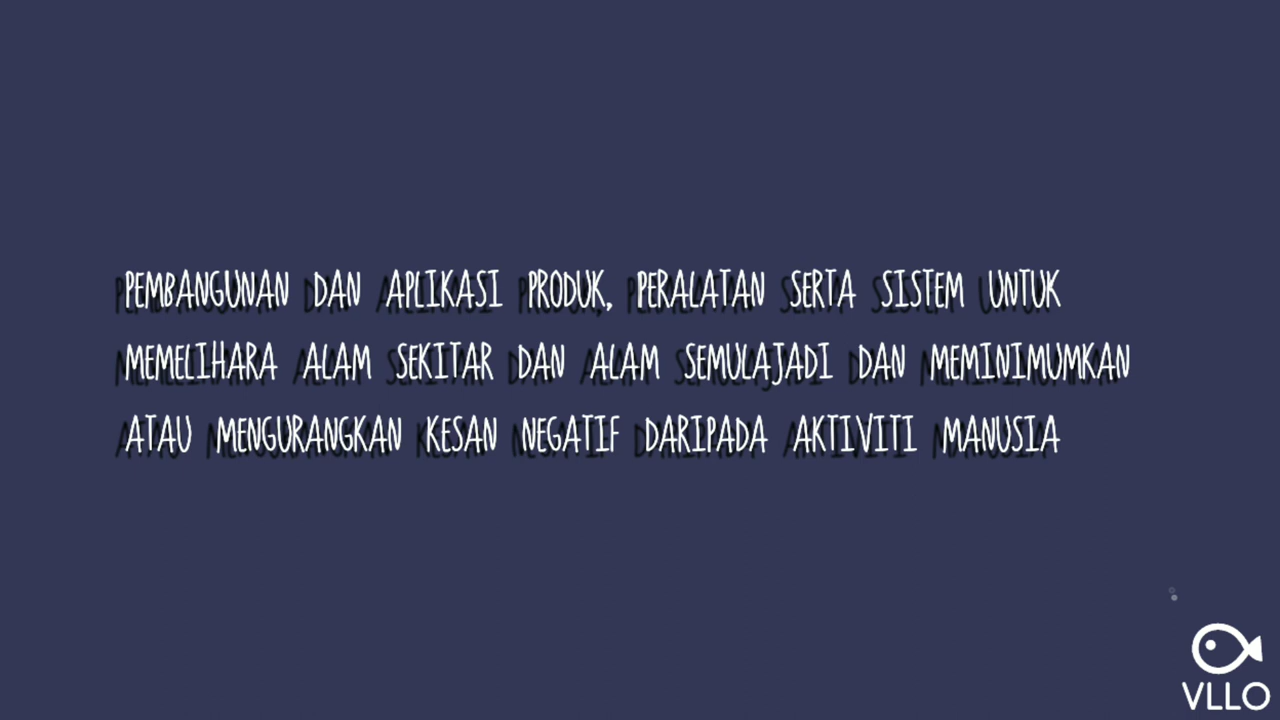 PEMBANGUNAN DAN APLIKASI PRODUK, PERALATAN SERTA SISTEM UNTUK
MEMELIHARA ALAM SEKITAR DAN ALAM SEMULAJADI DAN MEMINIMUMKAN
ATAU MENGURANGKAN KESAN NEGATIF DARIPADA AKTIVITI MANUSIA
VLLO